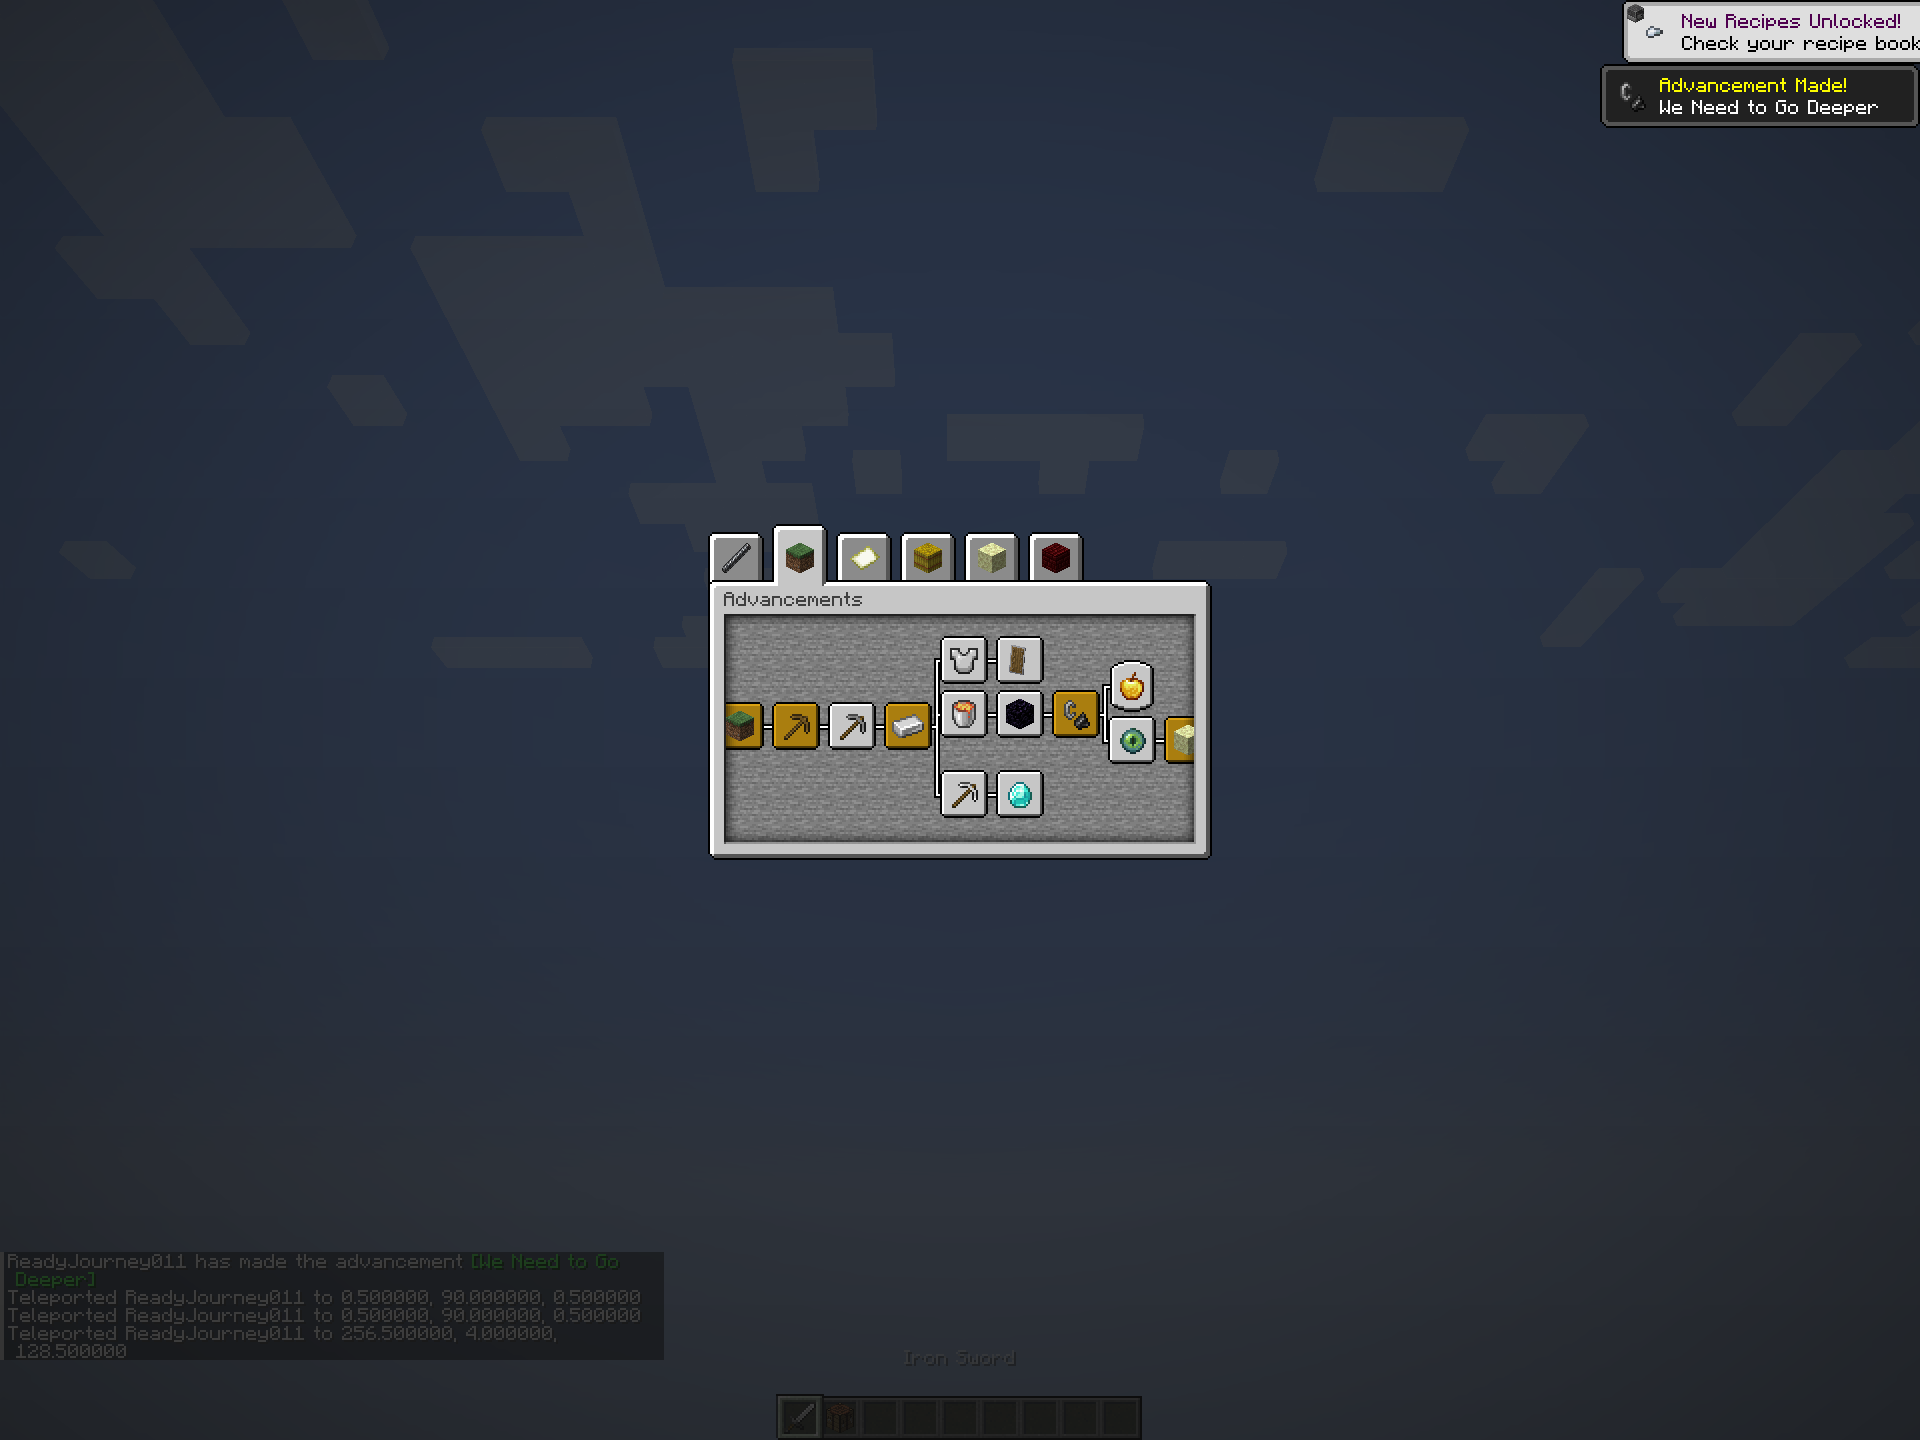 New Recipes Unlocked!
Check your recipe book
Advancement Made!
We Need to Go Deeper
Advancements
ReadyJourney011 has made the advancement [We Need to Go
Deeper]
Teleported ReadyJourney011 to 0.500000, 90.000000, 0.500000
Teleported ReadyJourney011 to 0.500000, 90.000000, 0.500000
Teleported ReadyJourney011 to 256.500000, 4.000000,
128.500000
Iron Sword